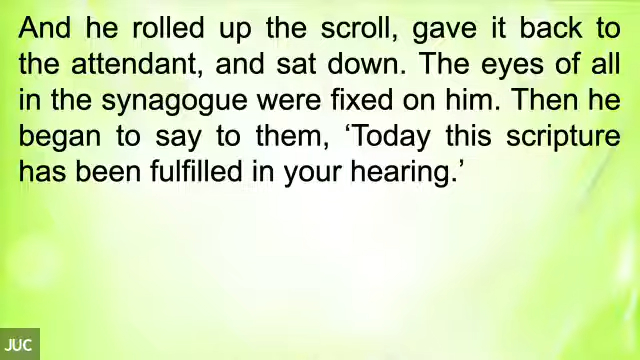 And he rolled up the scroll, gave it back to
the attendant, and sat down. The eyes of all
in the synagogue were fixed on him. Then he
began to say to them, ‘Today this scripture
has been fulfilled in your hearing.’
JUC